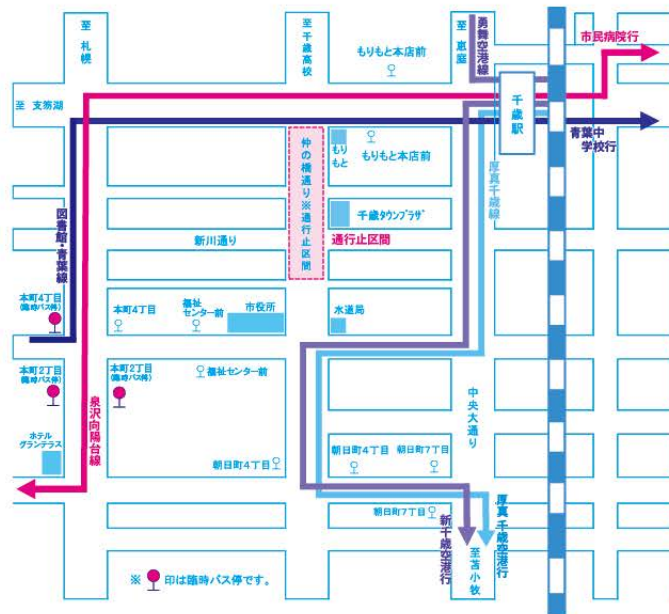 至 札幌
至 千歳高校
もりもと本店前
至 恵庭
勇舞空港線
市民病院行
至 支笏湖
千歳駅
青葉中
学校行
仲の橋通り※通行止区間
もり
もと
もりもと本店前
厚真千歳線
千歳タウンプラザ
新川通り
通行止区間
図書館・青葉線
本町4丁目
(臨時バス停)
本町4丁目
福祉
センター前
市役所
水道局
本町2丁目
(臨時バス停)
本町2丁目
(臨時バス停)
福祉センター前
泉沢向陽台線
中央大通り
ホテル
グランテラス
朝日町4丁目
朝日町4丁目
朝日町7丁目
朝日町7丁目
新千歳空港行
至 苫小牧
厚真 千歳空港行
※ 印は臨時バス停です。